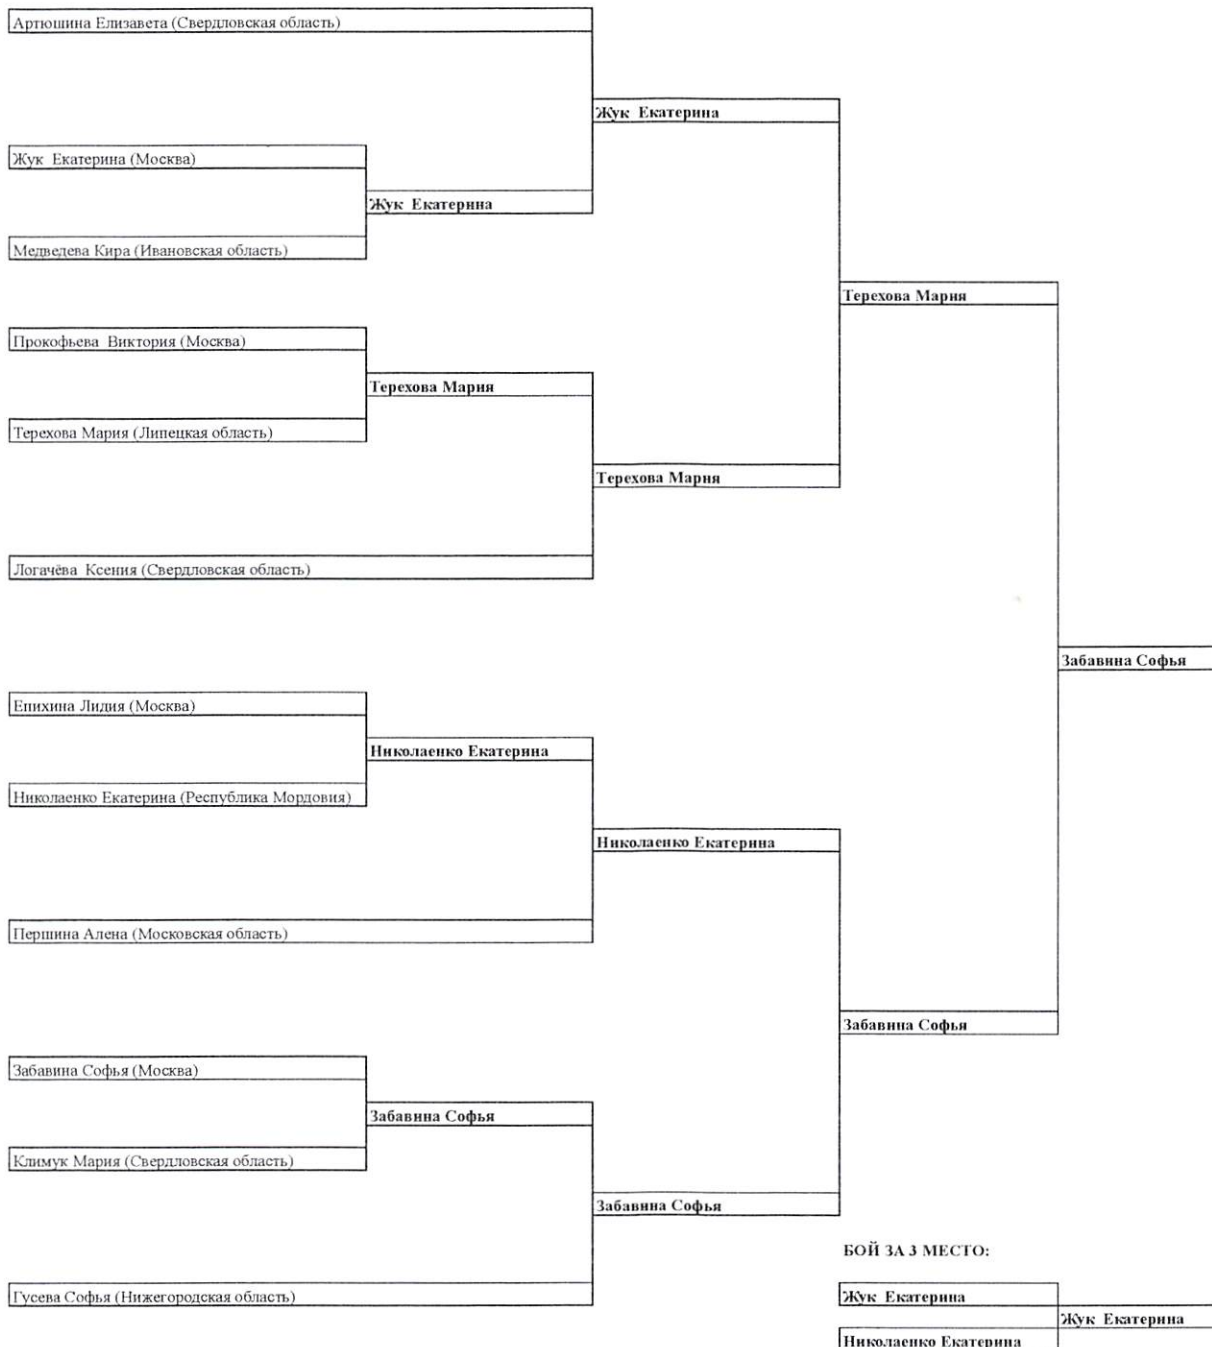 Артюшина Елизавета (Свердловская область)
Жук Екатерина
Жук Екатерина (Москва)
Жук Екатерина
Медведева Кира (Ивановская область)
Терехова Мария
Прокофьева Виктория (Москва)
Терехова Мария
Терехова Мария (Липецкая область)
Терехова Мария
Логачёва Ксения (Свердловская область)
Забавина Софья
Епихина Лидия (Москва)
Николаенко Екатерина
Николаенко Екатерина (Республика Мордовия)
Николаенко Екатерина
Першина Алена (Московская область)
Забавина Софья
Забавина Софья (Москва)
Забавина Софья
Климук Мария (Свердловская область)
Забавина Софья
БОЙ ЗА 3 МЕСТО:
Гусева Софья (Нижегородская область)
Жук Екатерина
Жук Екатерина
Николаенко Екатерина